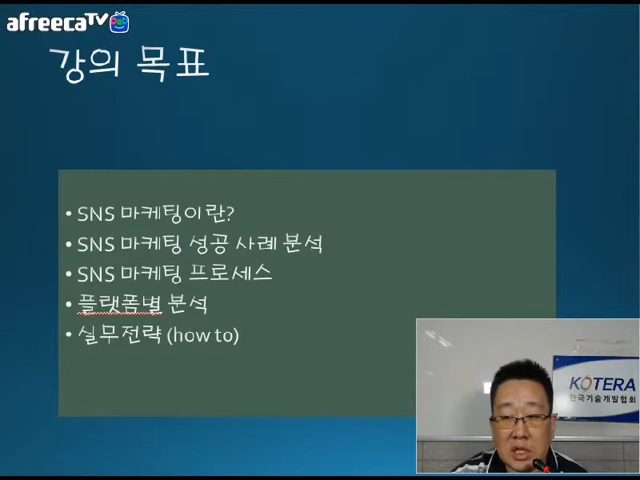 afreecaTV
강의 목표
• SNS 마케팅이란?
• SNS 마케팅 성공 사례 분석
• SNS 마케팅 프로세스
• 플랫폼별 분석
• 실무전략 (how to)
KOTERA
한국기술개발협회